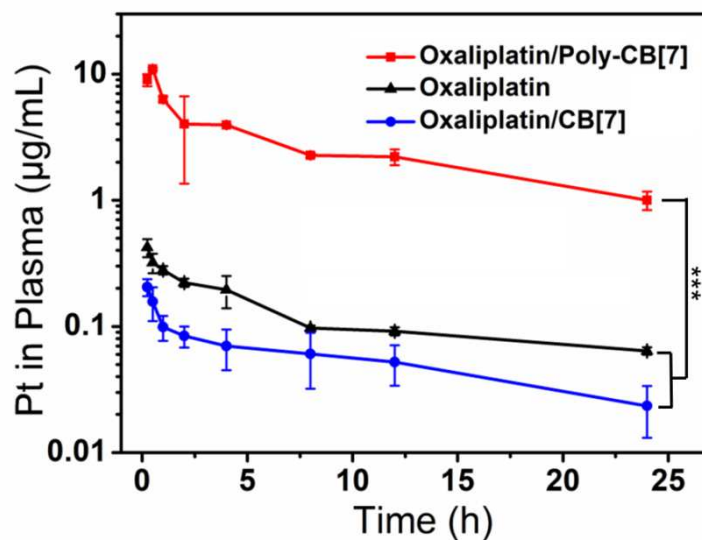 Oxaliplatin/Poly-CB[7]
Oxaliplatin
Oxaliplatin/CB[7]
Pt in Plasma (µg/mL)
10
1
0.1
0.01
***
0
5
10
15
20
25
Time (h)